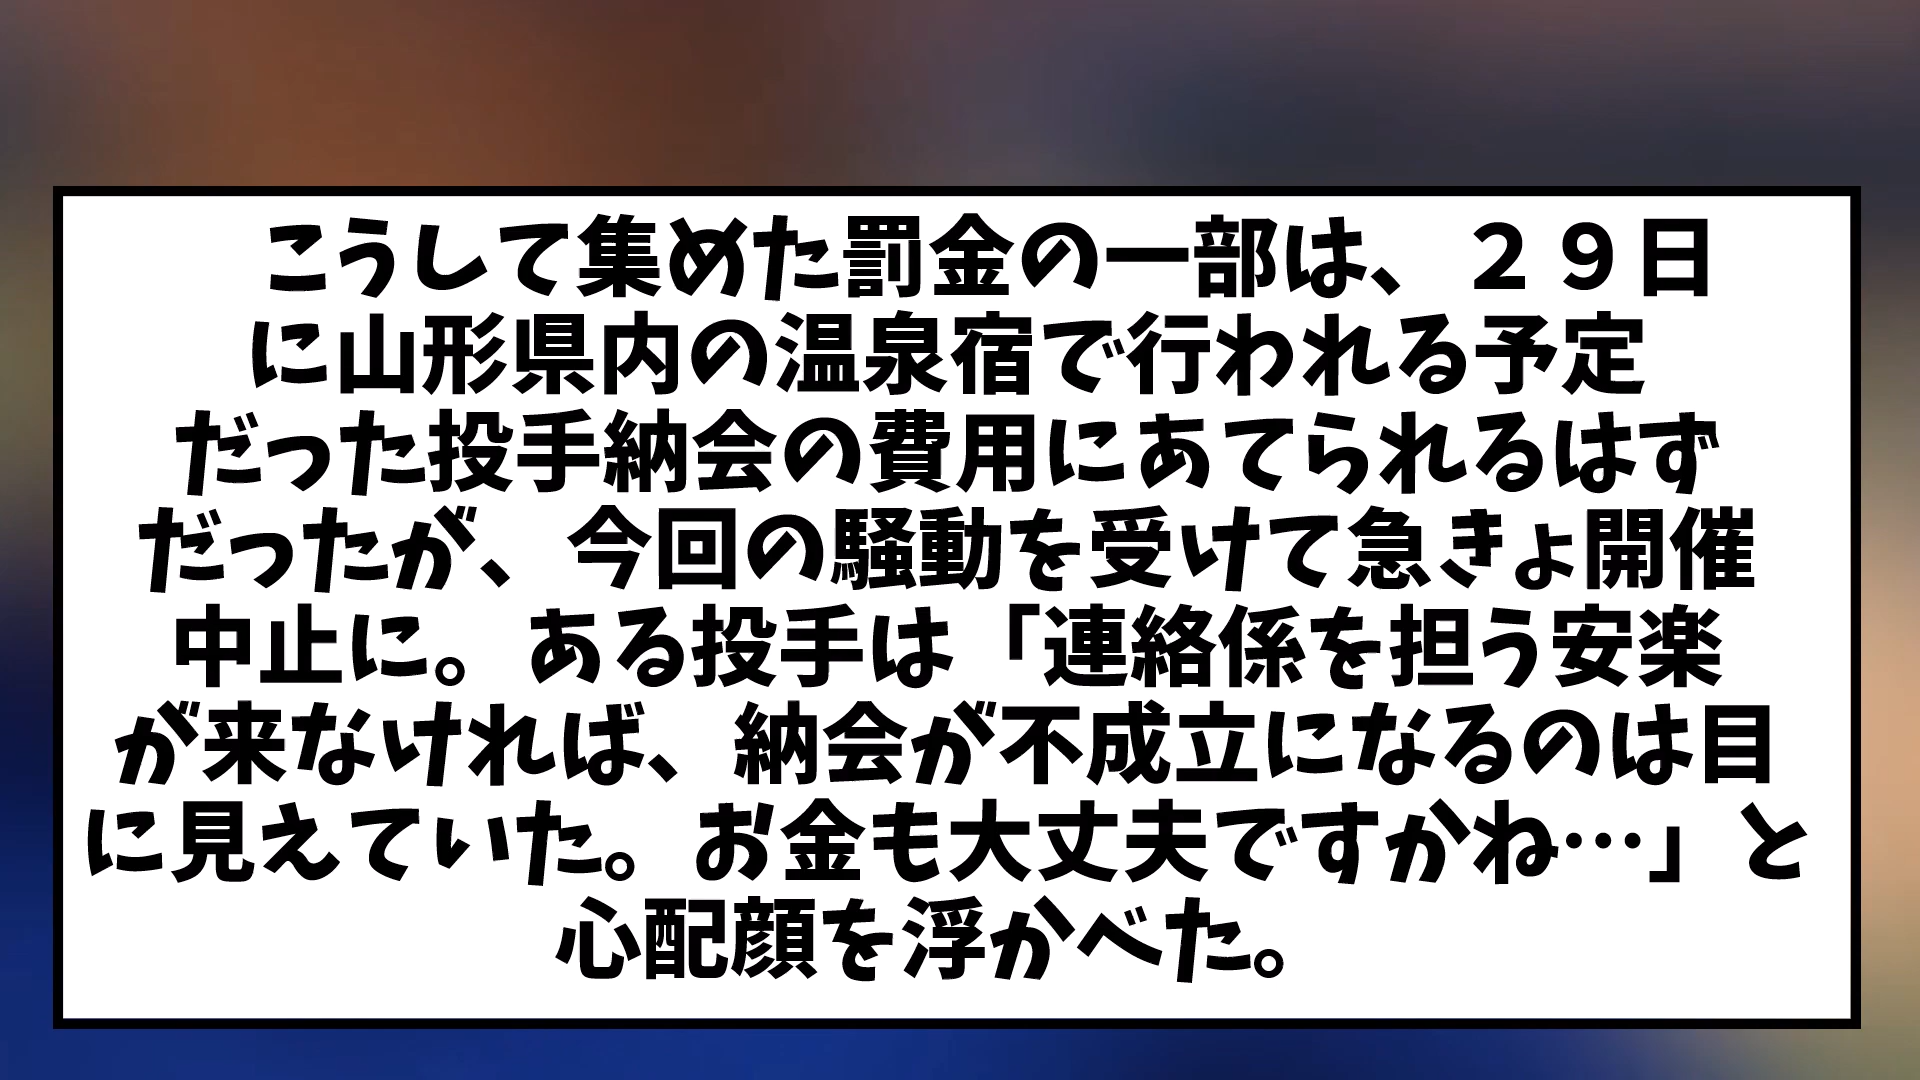 こうして集めた罰金の一部は、２９日
に山形県内の温泉宿で行われる予定
だった投手納会の費用にあてられるはず
だったが、今回の騒動を受けて急きょ開催
中止に。ある投手は「連絡係を担う安楽
が来なければ、納会が不成立になるのは目
に見えていた。お金も大丈夫ですかね…」と
心配顔を浮かべた。